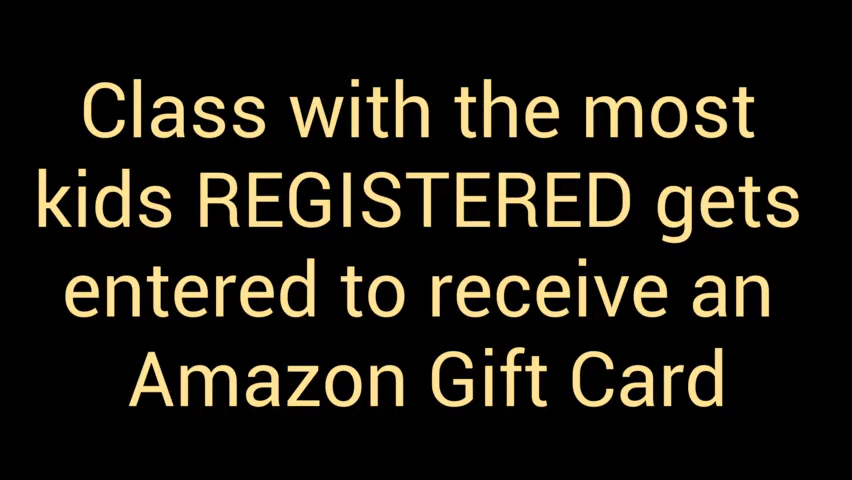 Class with the most
kids REGISTERED gets
entered to receive an
Amazon Gift Card